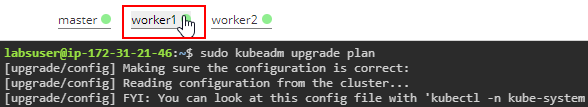 master worker1 worker2
labsuser@ip-172-31-21-46:~$ sudo kubeadm upgrade plan
[upgrade/config] Making sure the configuration is correct:
[upgrade/config] Reading configuration from the cluster...
[upgrade/config] FYI: You can look at this config file with 'kubectl -n kube-system